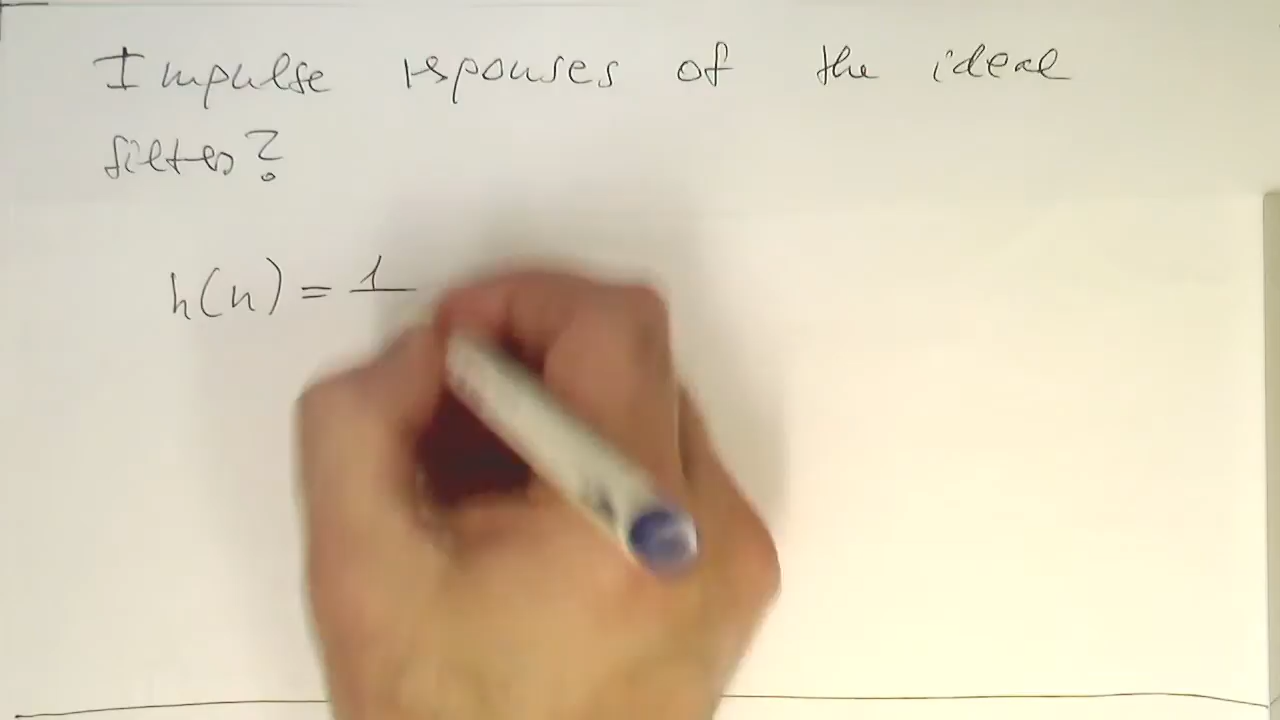 Impulse responses of the ideal
filters?
h(n) = 1